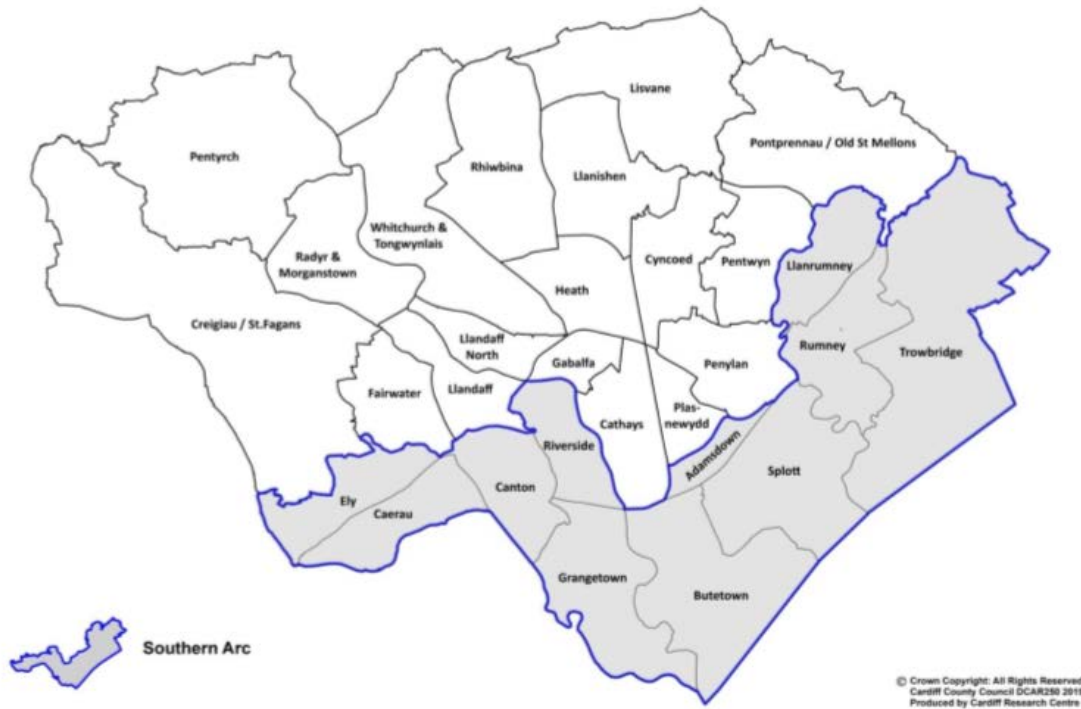 Lisvane
Pontprennau / Old St Mellons
Pentyrch
Rhiwbina
Llanishen
Whitchurch &
Tongwynlais
Radyr &
Morganstown
Cyncoed
Pentwyn
Llanrumney
Heath
Creigiau / St.Fagans
Llandaff
North
Rumney
Trowbridge
Gabalfa
Penylan
Fairwater
Llandaff
Cathays
Plas-
newydd
Riverside
Adamsdown
Splott
Canton
Ely
Caerau
Grangetown
Butetown
Southern Arc
© Crown Copyright: All Rights Reserved
Cardiff County Council DCAR250 2019
Produced by Cardiff Research Centre